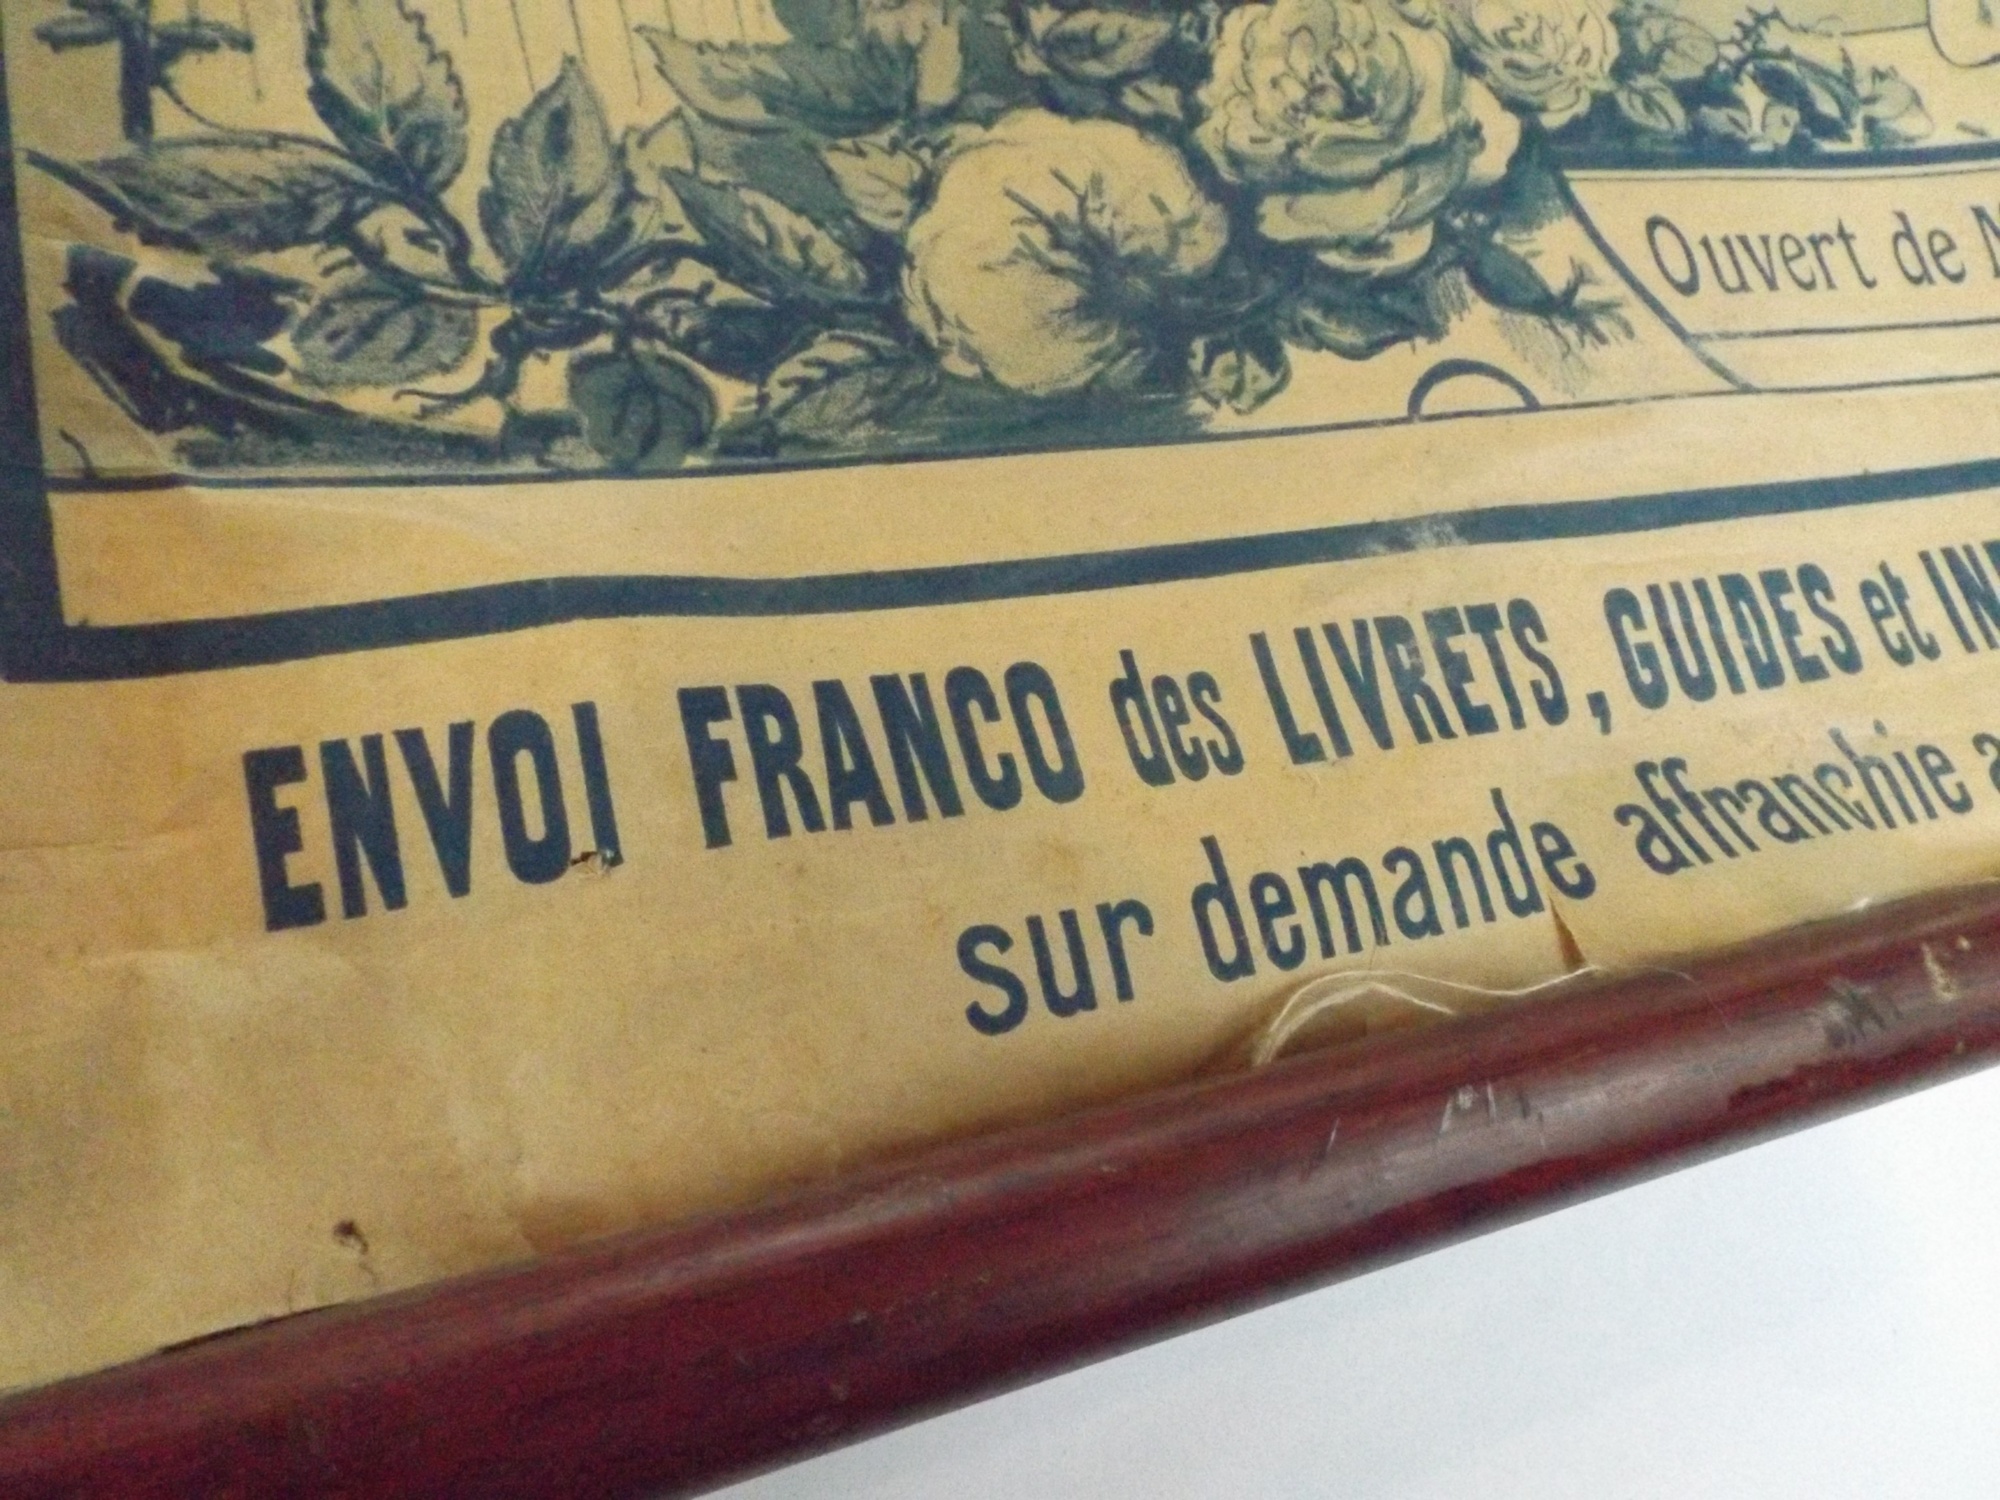 Ouvert de
ENVOI FRANCO des LIVRETS, GUIDES et
sur demande affranchie